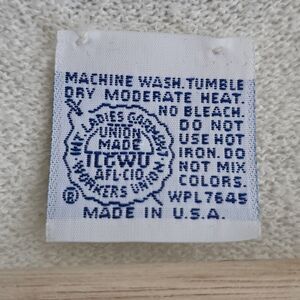 MACHINE WASH. TUMBLE
DRY MODERATE HEAT.
NO BLEACH.
DO NOT
USE HOT
IRON. DO
NOT MIX
COLORS.
INT. LADIES GARMENT
WORKERS UNION
UNION
MADE
ILGWU
AFL-CIO
®
WPL7645
MADE IN U.S.A.